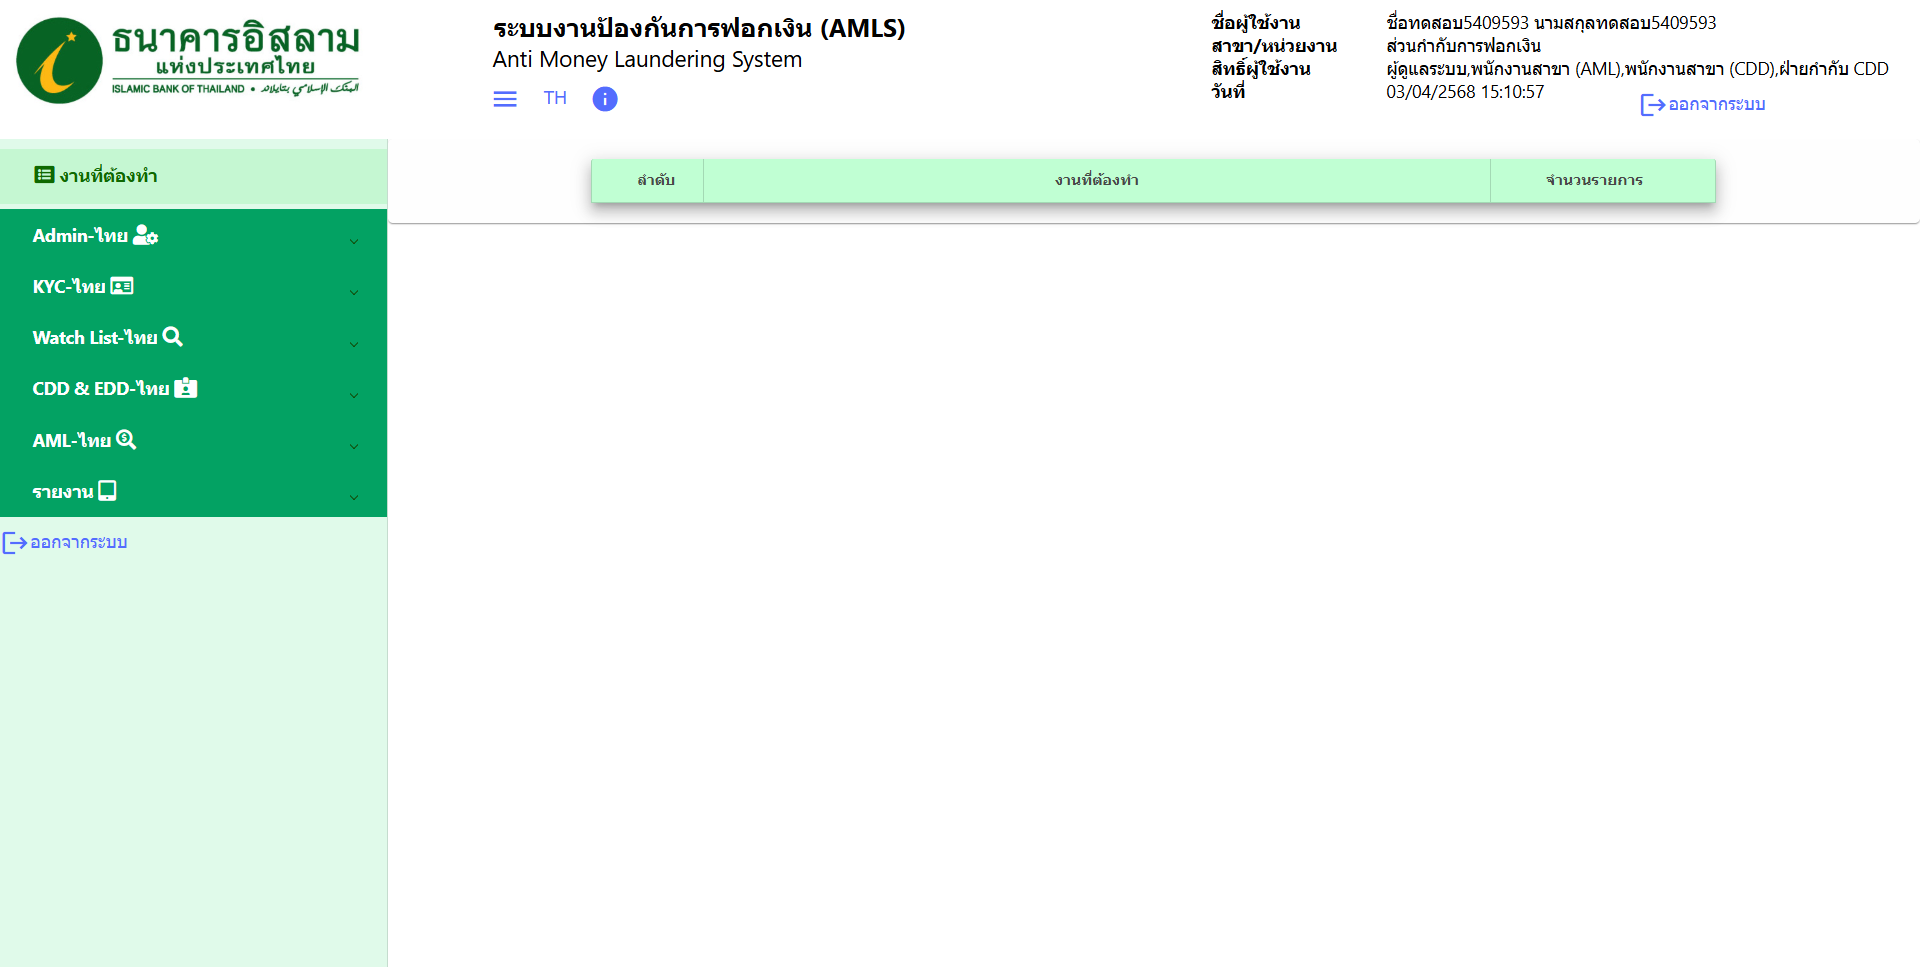 ธนาคารอิสลาม
แห่งประเทศไทย
ISLAMIC BANK OF THAILAND •
ระบบงานป้องกันการฟอกเงิน (AMLS)
Anti Money Laundering System
TH
ชื่อผู้ใช้งาน ชื่อทดสอบ5409593 นามสกุลทดสอบ5409593
สาขา/หน่วยงาน ส่วนกำกับการฟอกเงิน
สิทธิ์ผู้ใช้งาน ผู้ดูแลระบบ,พนักงานสาขา (AML),พนักงานสาขา (CDD),ฝ่ายกำกับ CDD
วันที่ 03/04/2568 15:10:57
ออกจากระบบ
งานที่ต้องทำ
Admin-ไทย
KYC-ไทย
Watch List-ไทย
CDD & EDD-ไทย
AML-ไทย
รายงาน
ออกจากระบบ
ลำดับ งานที่ต้องทำ จำนวนรายการ